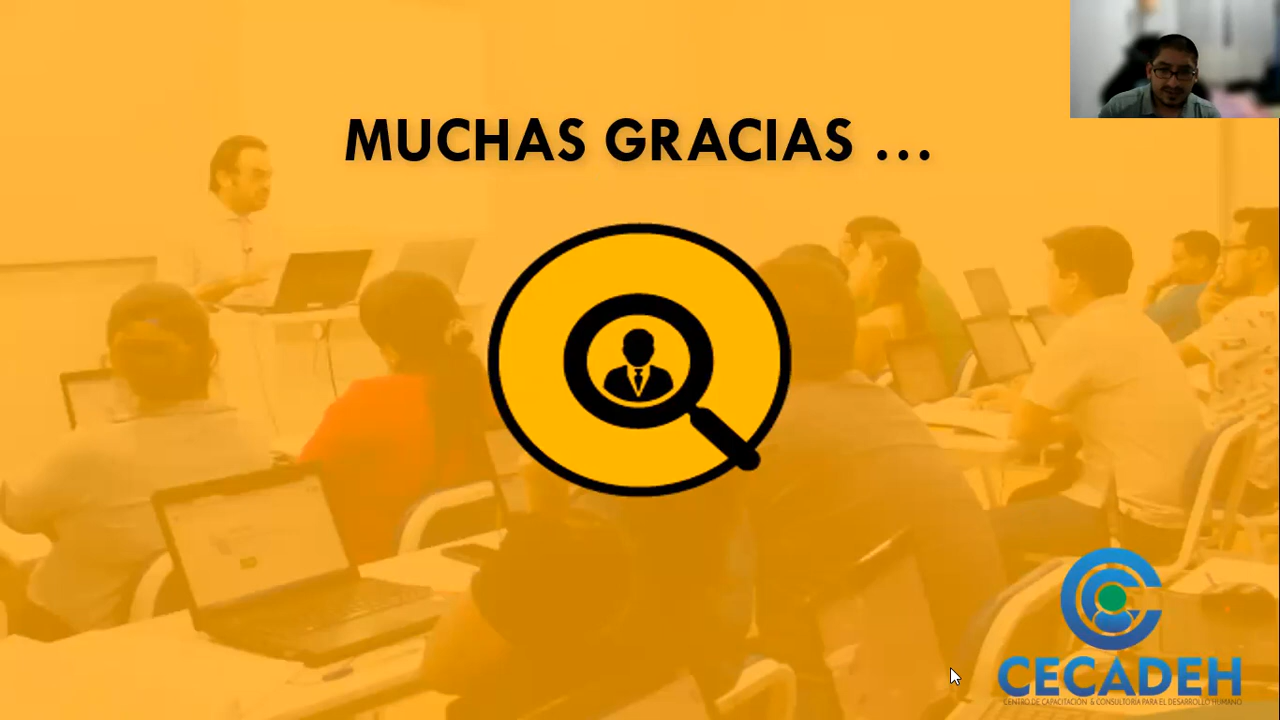 MUCHAS GRACIAS ...
CECADEH
CENTRO DE CAPACITACIÓN & CONSULTORÍA PARA EL DESARROLLO HUMANO